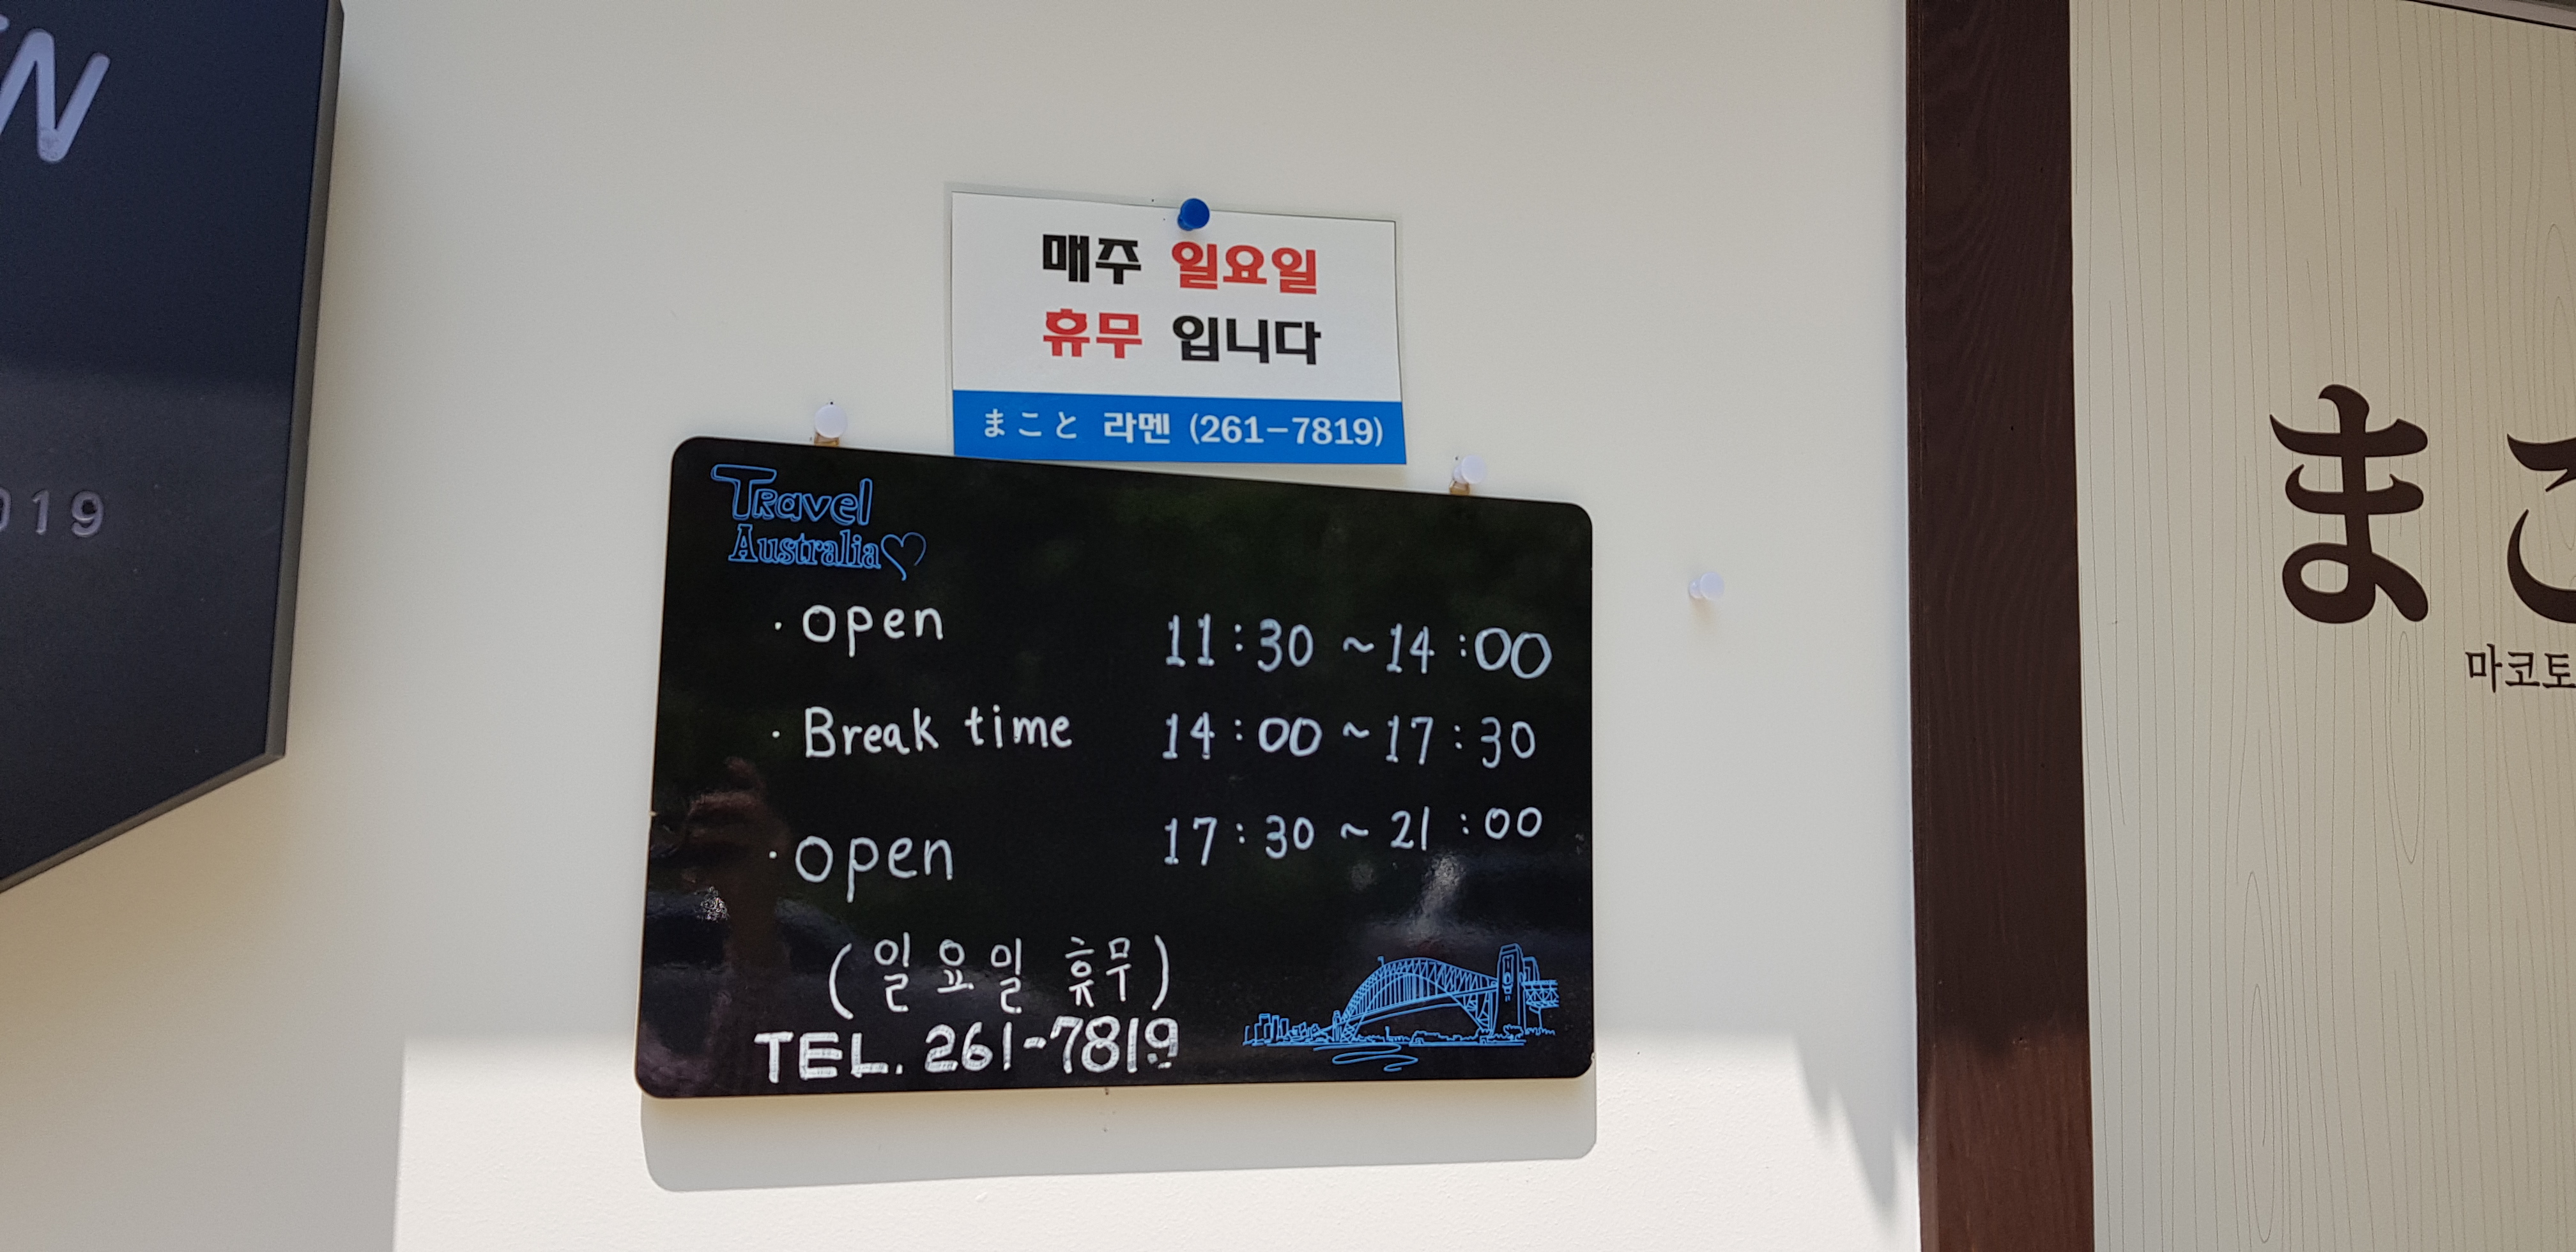 매주 일요일
휴무 입니다
まこと 라멘 (261-7819)
Travel
Australia
· open 11:30 ~ 14:00
· Break time 14:00 ~ 17:30
· open 17:30 ~ 21:00
(일요일 휴무)
TEL. 261-7819
まこ
마코토